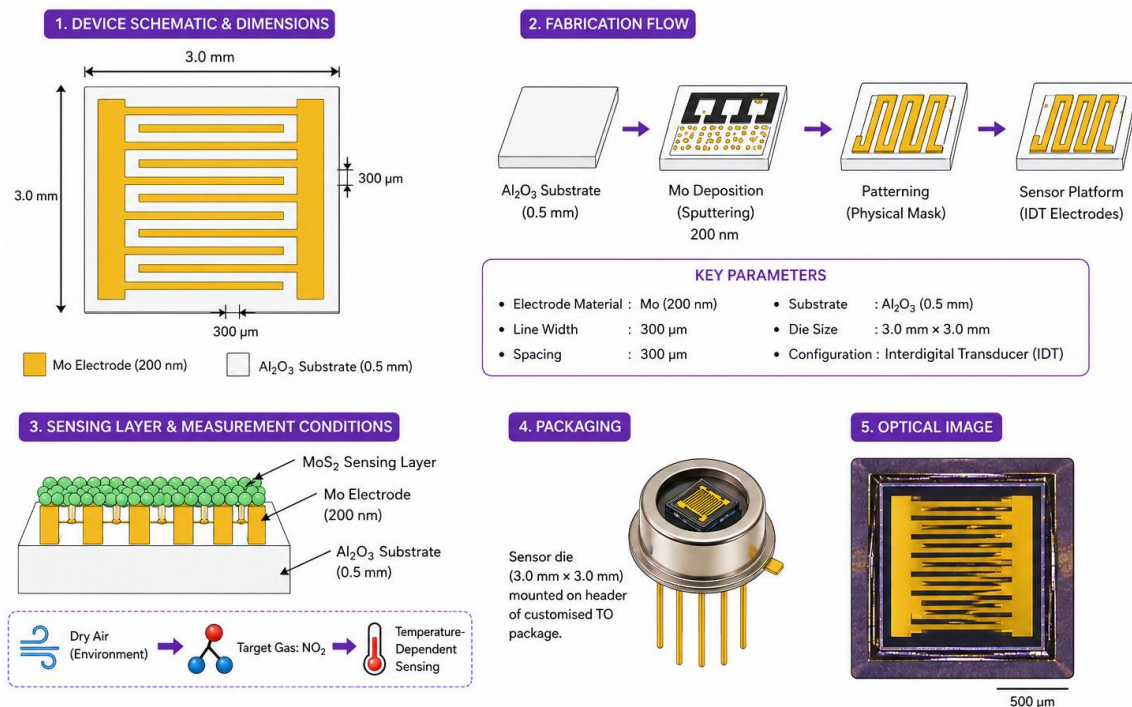 1. DEVICE SCHEMATIC & DIMENSIONS
3.0 mm
3.0 mm
300 µm
300 µm
Mo Electrode (200 nm)
Al₂O₃ Substrate (0.5 mm)
2. FABRICATION FLOW
Al₂O₃ Substrate
(0.5 mm)
Mo Deposition
(Sputtering)
200 nm
Patterning
(Physical Mask)
Sensor Platform
(IDT Electrodes)
KEY PARAMETERS
• Electrode Material : Mo (200 nm)
• Line Width : 300 µm
• Spacing : 300 µm
• Substrate : Al₂O₃ (0.5 mm)
• Die Size : 3.0 mm × 3.0 mm
• Configuration : Interdigital Transducer (IDT)
3. SENSING LAYER & MEASUREMENT CONDITIONS
MoS₂ Sensing Layer
Mo Electrode
(200 nm)
Al₂O₃ Substrate
(0.5 mm)
Dry Air
(Environment)
Target Gas: NO₂
Temperature-
Dependent
Sensing
4. PACKAGING
Sensor die
(3.0 mm × 3.0 mm)
mounted on header
of customised TO
package.
5. OPTICAL IMAGE
500 µm